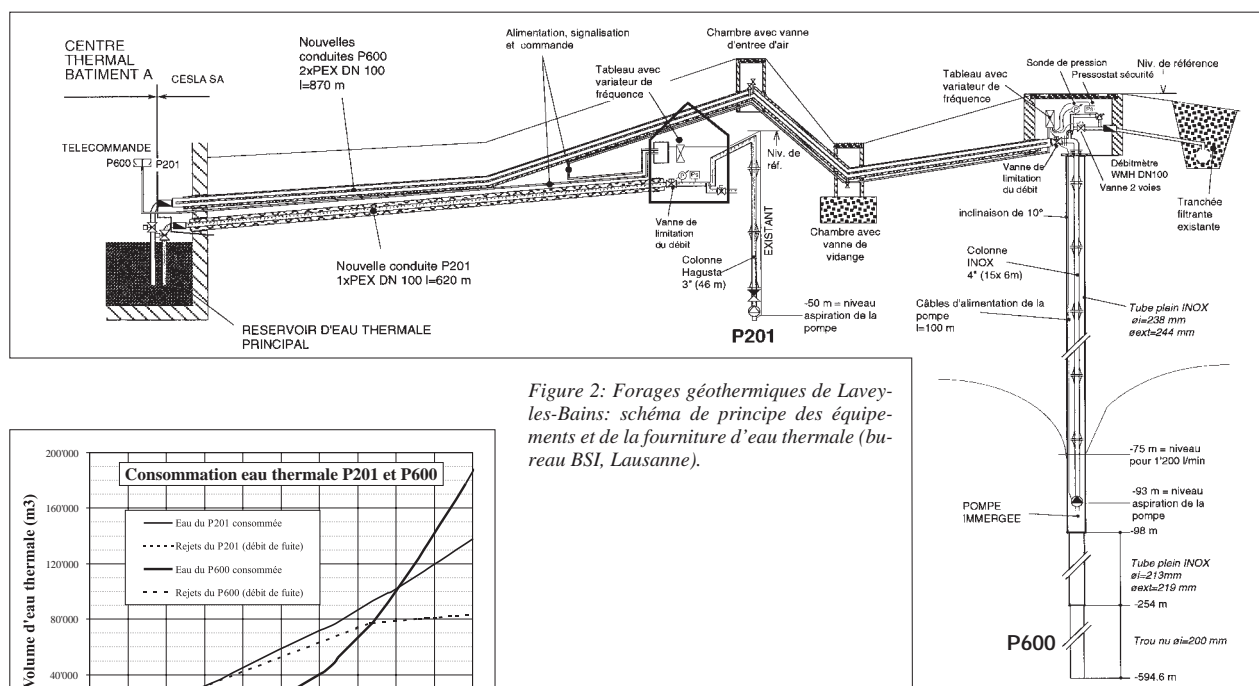 CENTRE
THERMAL
BATIMENT A
CESLA SA
TELECOMMANDE
P600
P201
Nouvelles
conduites P600
2xPEX DN 100
l=870 m
Alimentation, signalisation
et commande
Tableau avec
variateur de
fréquence
Chambre avec vanne
d'entree d'air
Niv. de
réf.
Vanne de
limitation
du débit
EXISTANT
Colonne
Hagusta
3" (46 m)
-50 m = niveau
aspiration de la
pompe
P201
Nouvelle conduite P201
1xPEX DN 100 l=620 m
RESERVOIR D'EAU THERMALE
PRINCIPAL
Chambre avec
vanne de
vidange
Tableau avec
variateur de
fréquence
Sonde de pression
Pressostat sécurité
Niv. de référence
Vanne de
limitation
du débit
Débitmètre
WMH DN100
Vanne 2 voies
Tranchée
filtrante
existante
inclinaison de 10°
Colonne
INOX
4" (15x 6m)
Câbles d'alimentation de la
pompe
l=100 m
Tube plein INOX
øi=238 mm
øext=244 mm
-75 m = niveau
pour 1'200 l/min
-93 m = niveau
aspiration de la
pompe
POMPE
IMMERGEE
-98 m
Tube plein INOX
øi=213mm
øext=219 mm
-254 m
P600
Trou nu øi=200 mm
-594.6 m
Figure 2: Forages géothermiques de Lavey-
les-Bains: schéma de principe des équipe-
ments et de la fourniture d'eau thermale (bu-
reau BSI, Lausanne).
Consommation eau thermale P201 et P600
Eau du P201 consommée
Rejets du P201 (débit de fuite)
Eau du P600 consommée
Rejets du P600 (débit de fuite)
Volume d'eau thermale (m3)
200'000
160'000
120'000
80'000
40'000